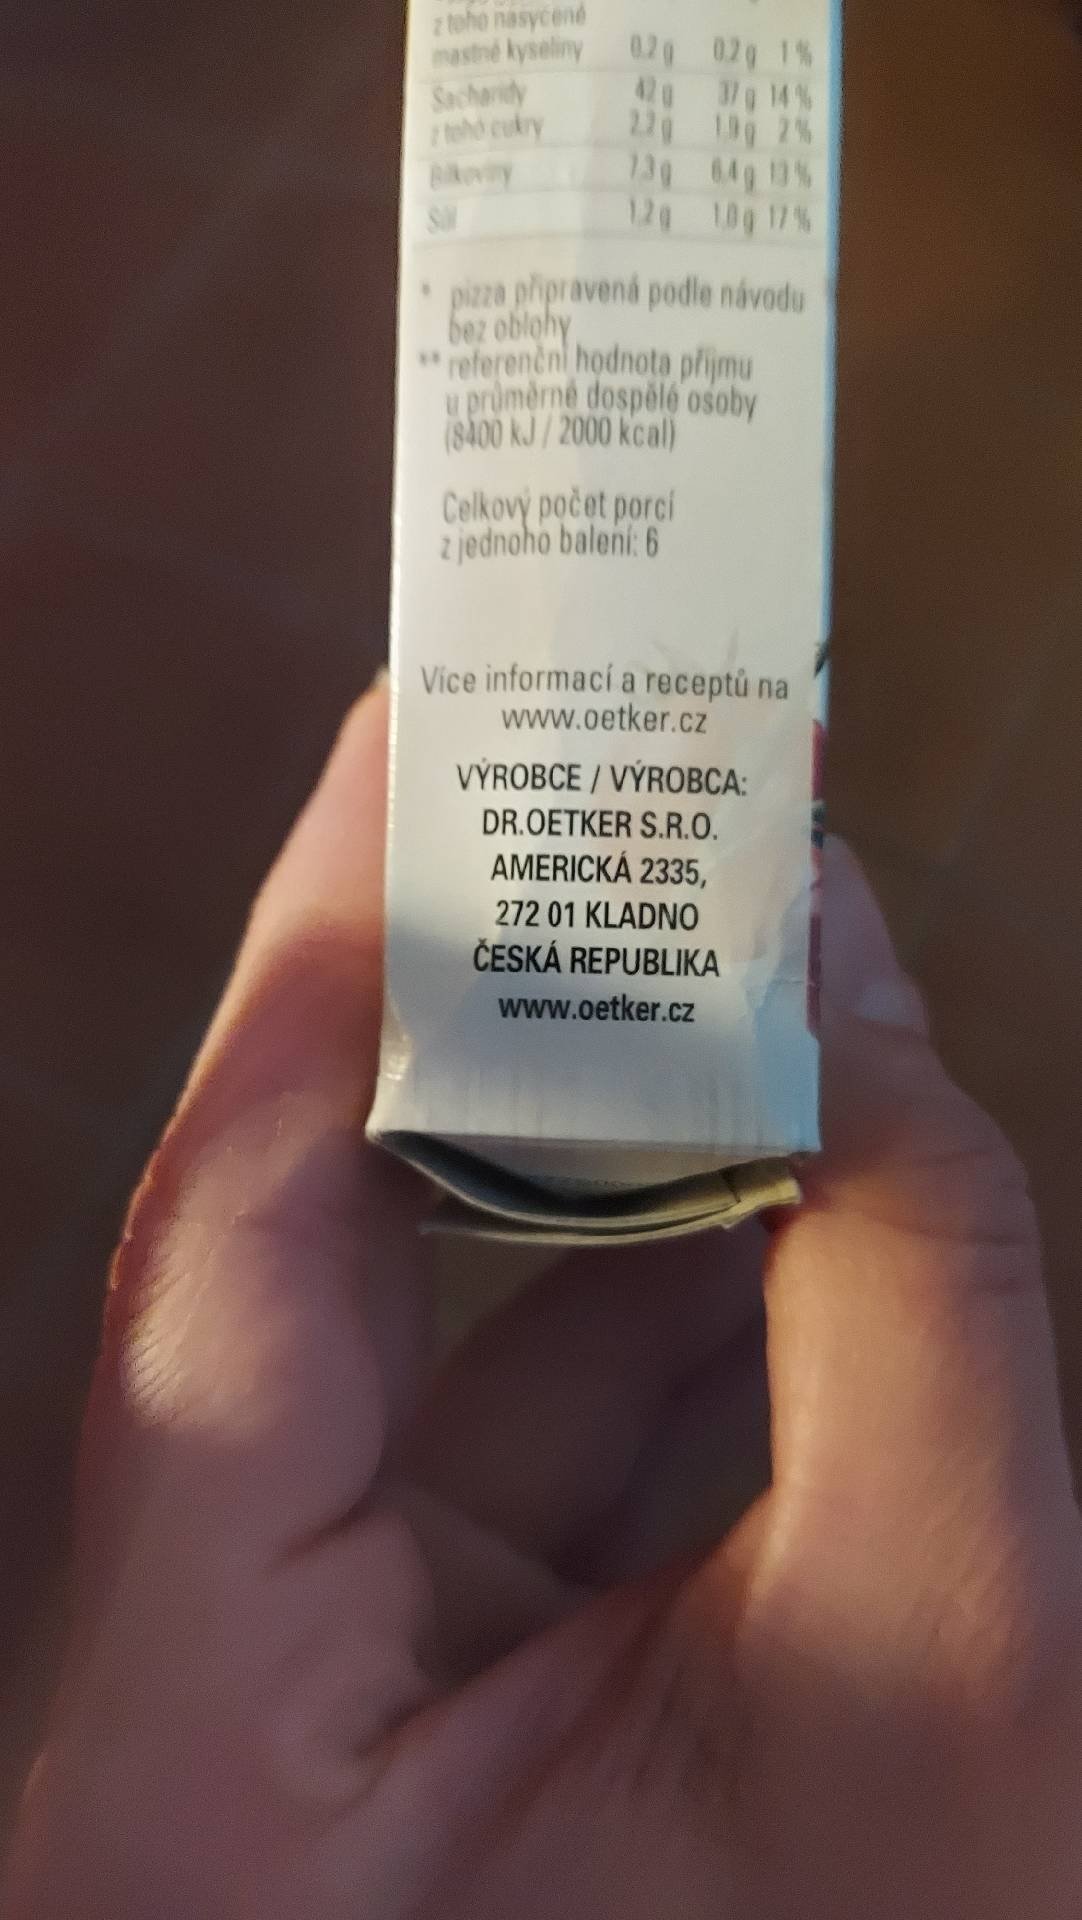 z toho nasycené
mastné kyseliny 0.2 g 0.2 g 1 %
Sacharidy 42 g 37 g 14 %
z toho cukry 2.2 g 1.9 g 2 %
Bílkoviny 7.3 g 6.4 g 13 %
Sůl 1.2 g 1.0 g 17 %
* pizza připravená podle návodu
bez oblohy
** referenční hodnota příjmu
u průměrné dospělé osoby
(8400 kJ / 2000 kcal)
Celkový počet porcí
z jednoho balení: 6
Více informací a receptů na
www.oetker.cz
VÝROBCE / VÝROBCA:
DR.OETKER S.R.O.
AMERICKÁ 2335,
272 01 KLADNO
ČESKÁ REPUBLIKA
www.oetker.cz